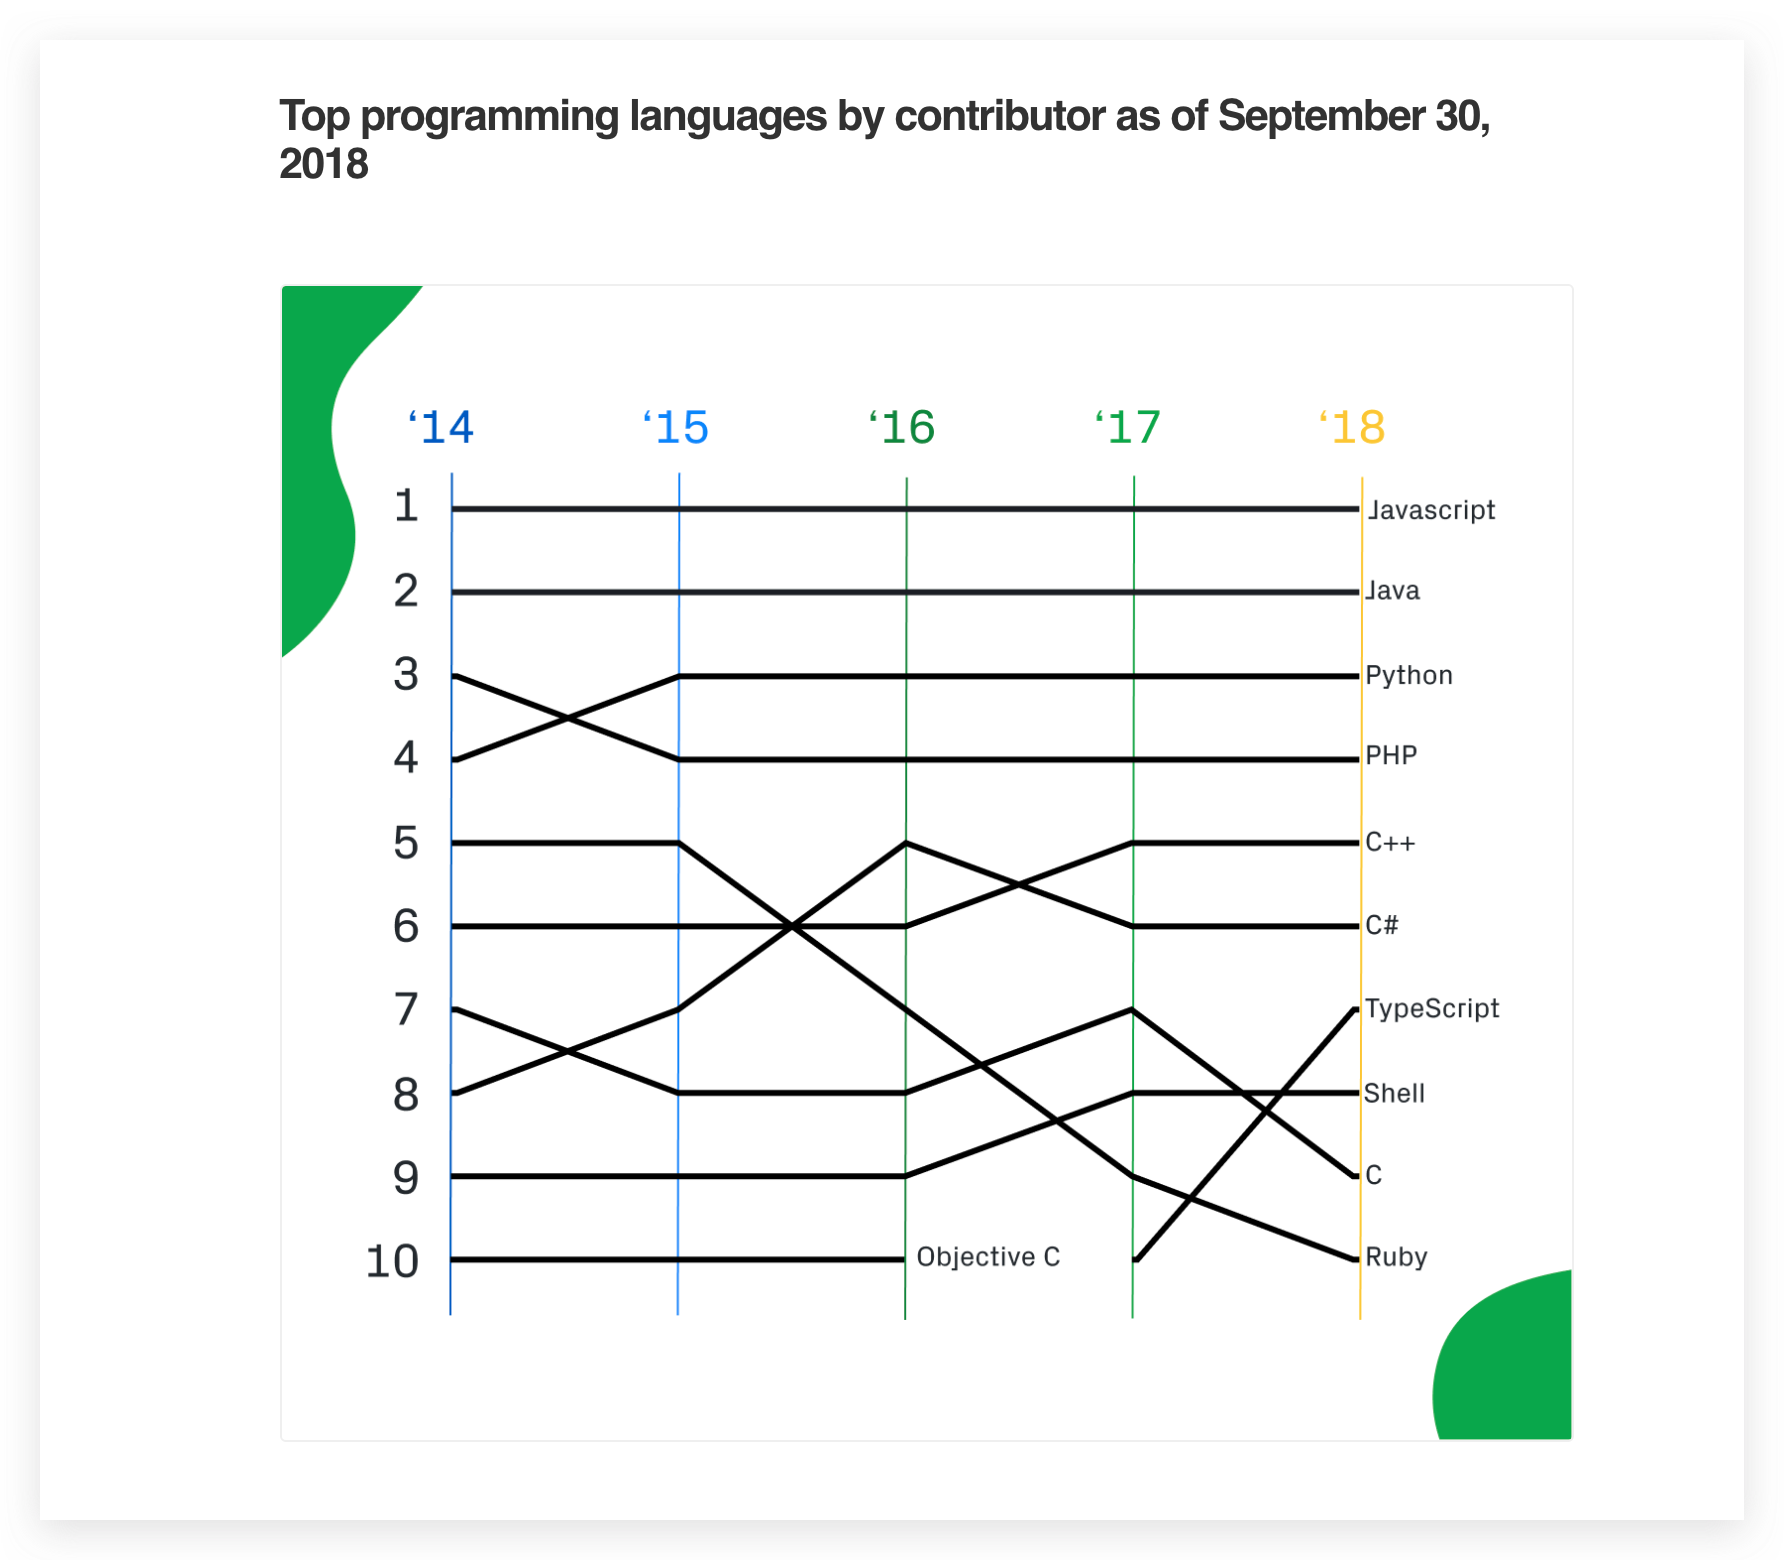 Top programming languages by contributor as of September 30,
2018
‘14 ‘15 ‘16 ‘17 ‘18
1 Javascript
2 Java
3 Python
4 PHP
5 C++
6 C#
7 TypeScript
8 Shell
9 C
10 Objective C Ruby